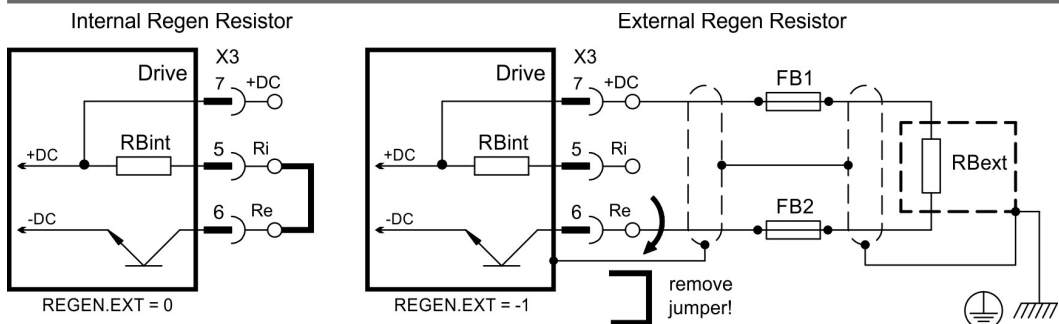 Internal Regen Resistor
Drive
X3
7
+DC
RBint
+DC
5
Ri
-DC
6
Re
REGEN.EXT = 0
External Regen Resistor
Drive
X3
7
+DC
FB1
RBint
+DC
5
Ri
RBext
-DC
6
Re
FB2
REGEN.EXT = -1
remove
jumper!